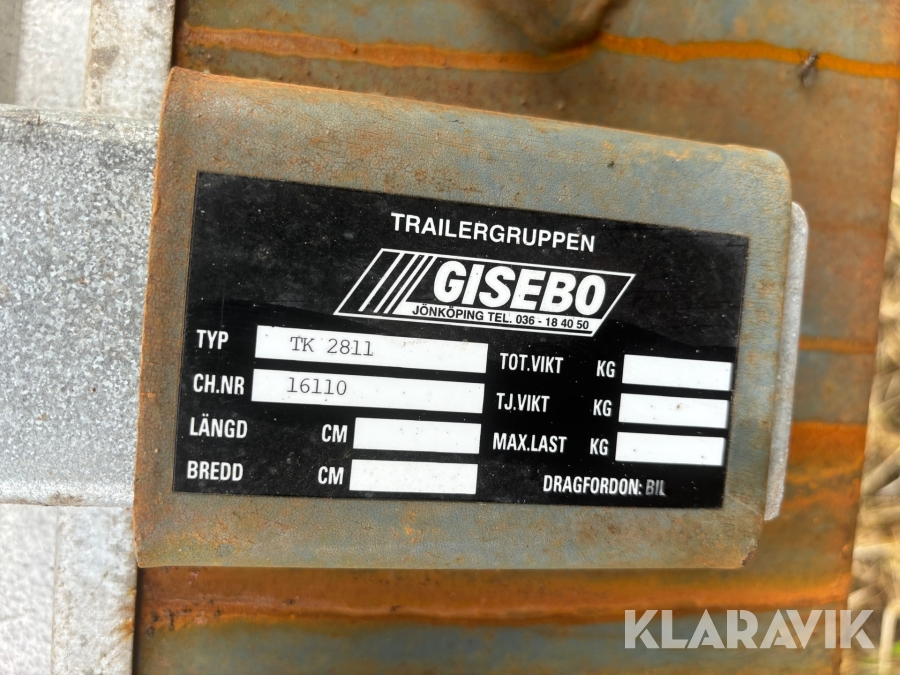 TRAILERGRUPPEN
GISEBO
JÖNKÖPING TEL. 036 - 18 40 50
TYP TK 2811 TOT.VIKT KG
CH.NR 16110 TJ.VIKT KG
LÄNGD CM MAX.LAST KG
BREDD CM DRAGFORDON: BIL
KLARAVIK